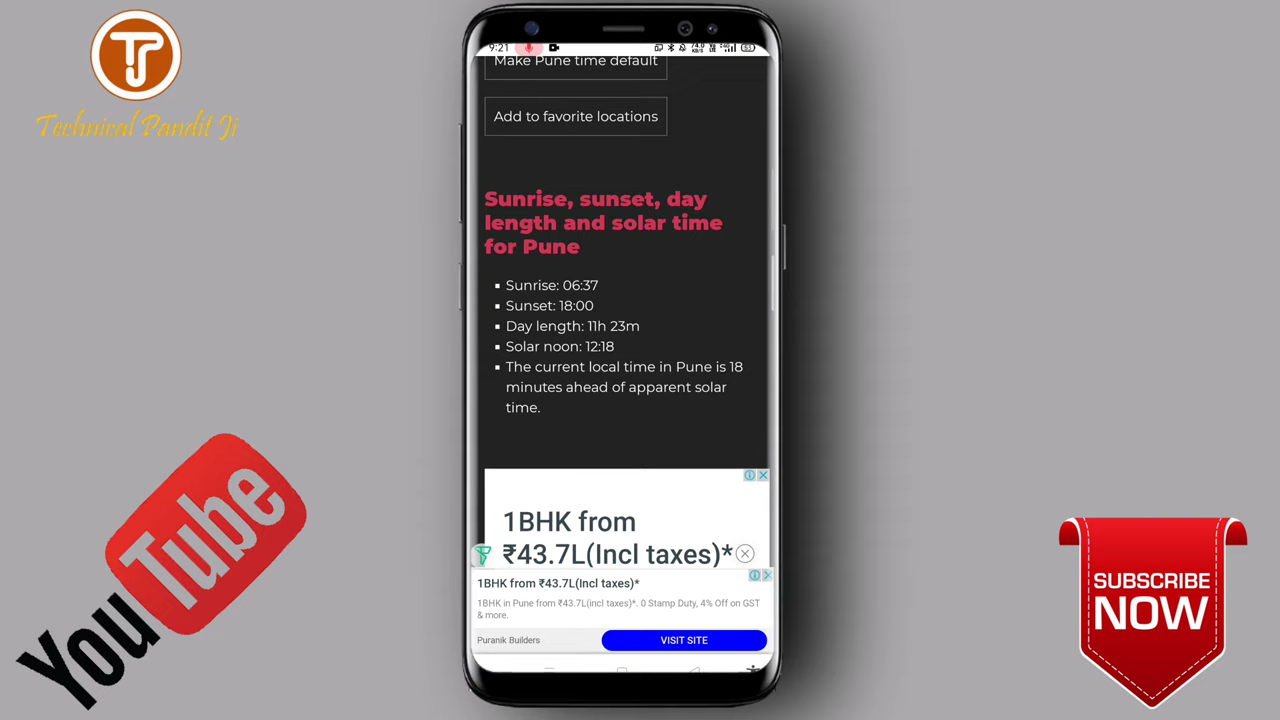 TJ
Technical Pandit Ji
9:21
Make Pune time default
Add to favorite locations
Sunrise, sunset, day
length and solar time
for Pune
Sunrise: 06:37
Sunset: 18:00
Day length: 11h 23m
Solar noon: 12:18
The current local time in Pune is 18
minutes ahead of apparent solar
time.
1BHK from
₹43.7L(Incl taxes)*
1BHK from ₹43.7L(Incl taxes)*
1BHK in Pune from ₹43.7L(incl taxes)*. 0 Stamp Duty, 4% Off on GST
& more.
Puranik Builders
VISIT SITE
YouTube
SUBSCRIBE
NOW